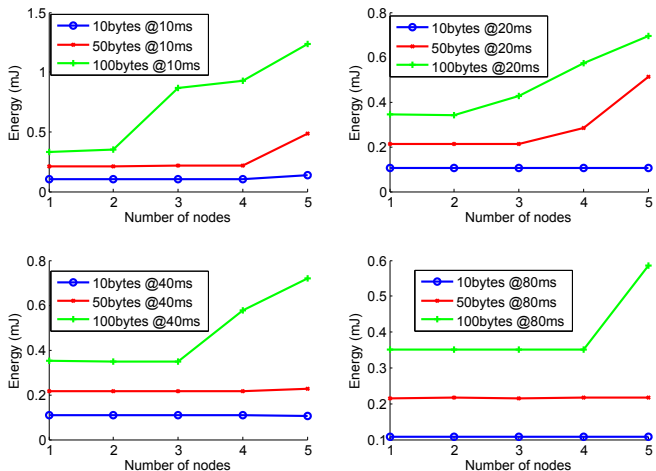 1.5
1
0.5
0
Energy (mJ)
10bytes @10ms
50bytes @10ms
100bytes @10ms
1 2 3 4 5
Number of nodes
0.8
0.6
0.4
0.2
0
Energy (mJ)
10bytes @20ms
50bytes @20ms
100bytes @20ms
1 2 3 4 5
Number of nodes
0.8
0.6
0.4
0.2
0
Energy (mJ)
10bytes @40ms
50bytes @40ms
100bytes @40ms
1 2 3 4 5
Number of nodes
0.6
0.5
0.4
0.3
0.2
0.1
Energy (mJ)
10bytes @80ms
50bytes @80ms
100bytes @80ms
1 2 3 4 5
Number of nodes